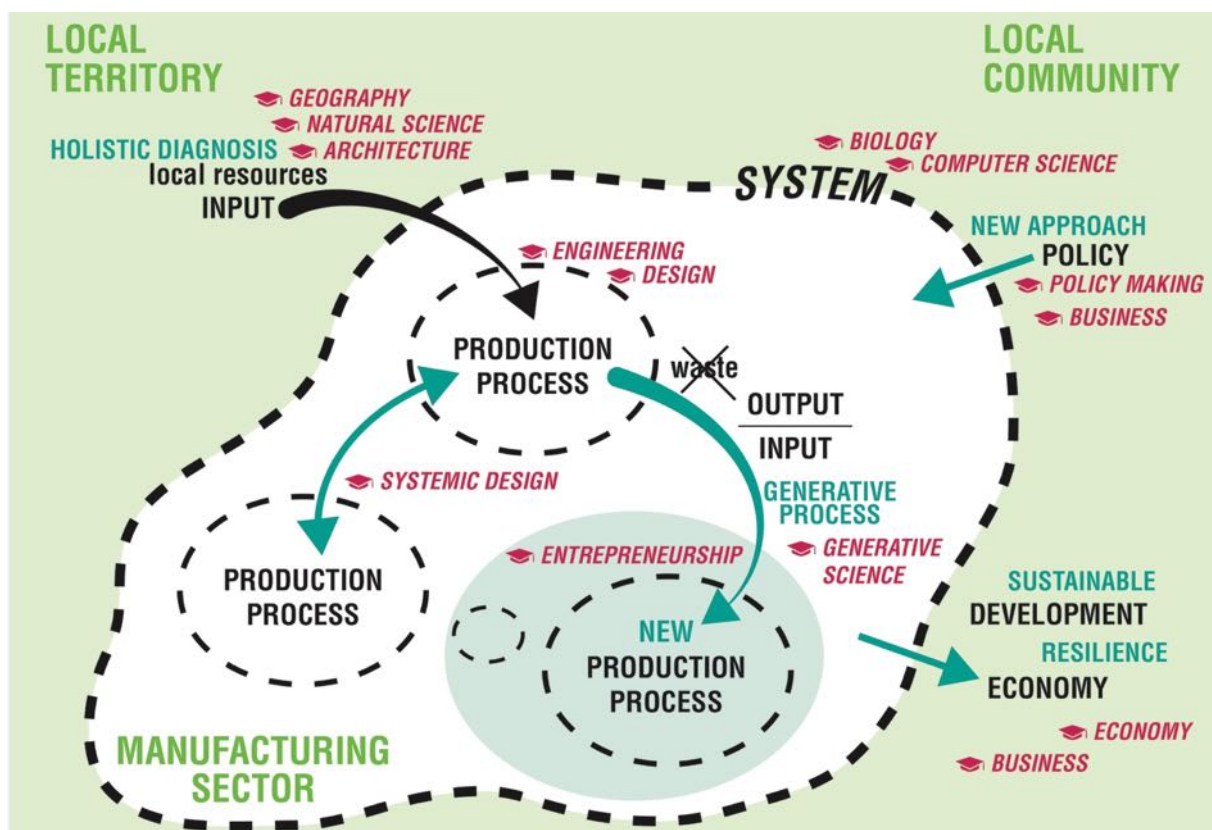 LOCAL
TERRITORY
LOCAL
COMMUNITY
GEOGRAPHY
NATURAL SCIENCE
HOLISTIC DIAGNOSIS
ARCHITECTURE
local resources
INPUT
BIOLOGY
COMPUTER SCIENCE
SYSTEM
NEW APPROACH
POLICY
POLICY MAKING
BUSINESS
ENGINEERING
DESIGN
PRODUCTION
PROCESS
waste
OUTPUT
INPUT
SYSTEMIC DESIGN
GENERATIVE
PROCESS
GENERATIVE
SCIENCE
ENTREPRENEURSHIP
PRODUCTION
PROCESS
NEW
PRODUCTION
PROCESS
SUSTAINABLE
DEVELOPMENT
RESILIENCE
ECONOMY
ECONOMY
BUSINESS
MANUFACTURING
SECTOR